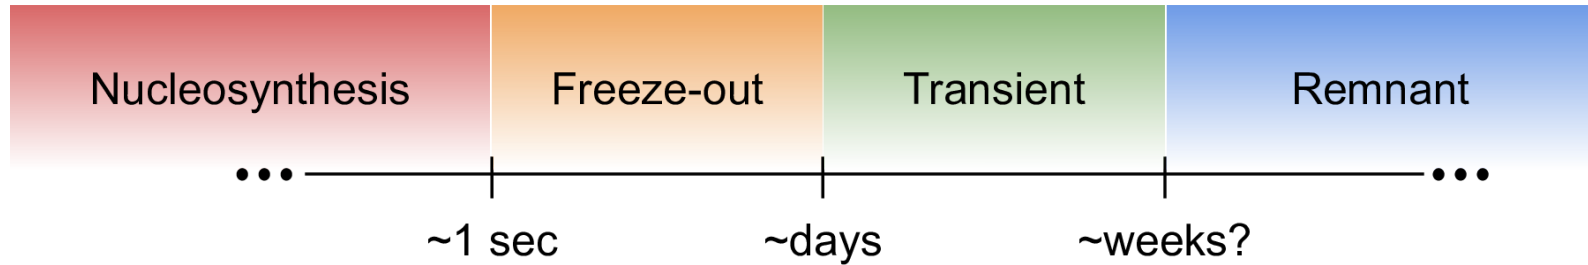 Nucleosynthesis Freeze-out Transient Remnant
~1 sec ~days ~weeks?